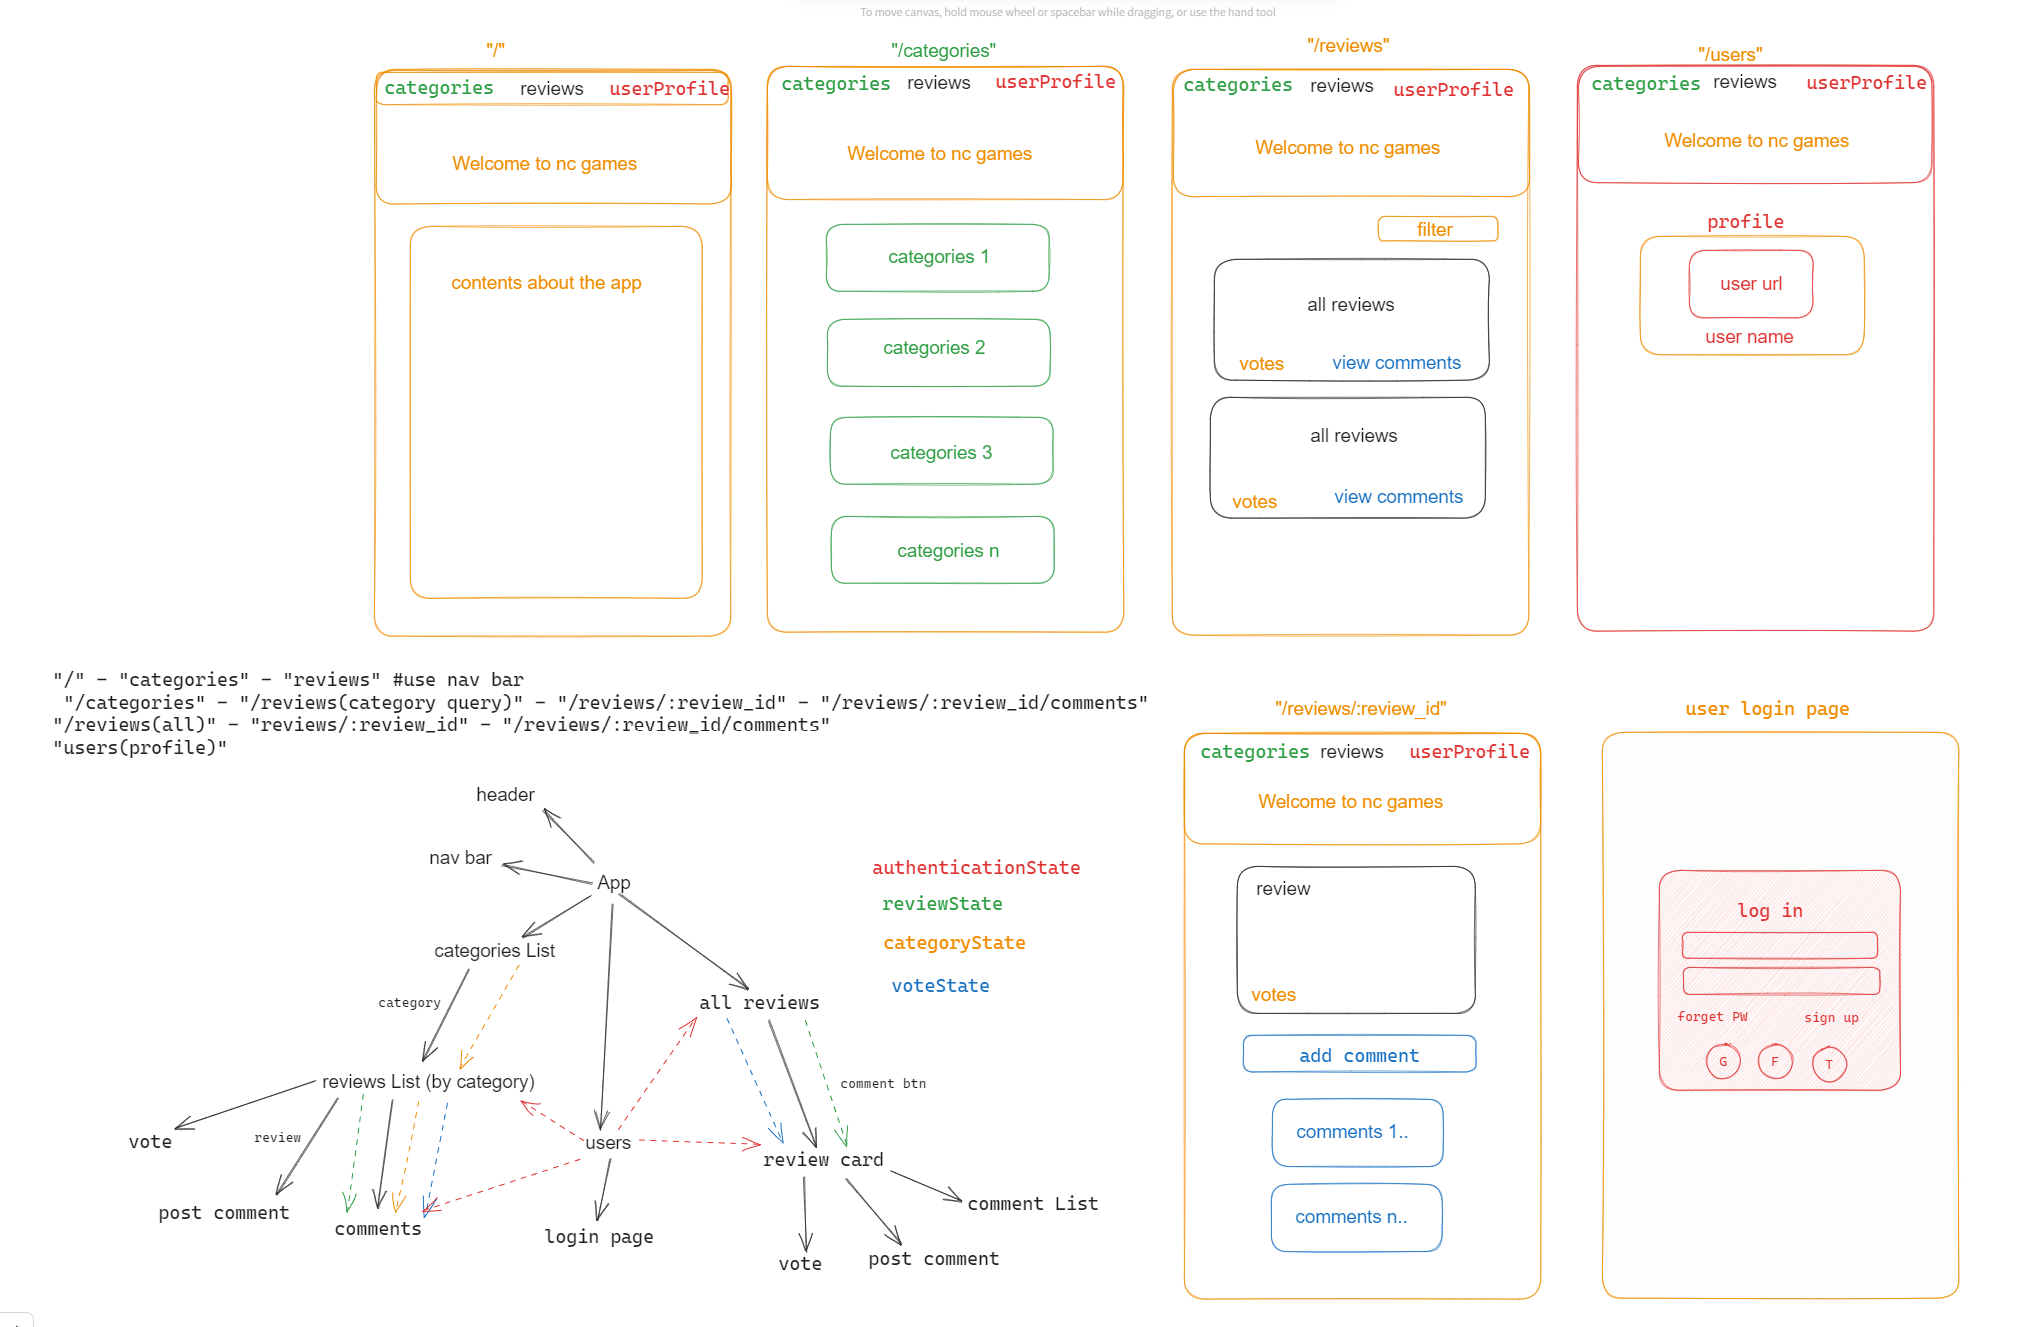 To move canvas, hold mouse wheel or spacebar while dragging, or use the hand tool
"/"
categories reviews userProfile
Welcome to nc games
contents about the app
"/categories"
categories reviews userProfile
Welcome to nc games
categories 1
categories 2
categories 3
categories n
"/reviews"
categories reviews userProfile
Welcome to nc games
filter
all reviews
votes view comments
all reviews
votes view comments
"/users"
categories reviews userProfile
Welcome to nc games
profile
user url
user name
"/" - "categories" - "reviews" #use nav bar
"/categories" - "/reviews(category query)" - "/reviews/:review_id" - "/reviews/:review_id/comments"
"/reviews(all)" - "reviews/:review_id" - "/reviews/:review_id/comments"
"users(profile)"
header
nav bar
App
categories List
category
all reviews
reviews List (by category)
comment btn
vote
review
users
review card
post comment
comments
login page
comment List
vote
post comment
authenticationState
reviewState
categoryState
voteState
"/reviews/:review_id"
categories reviews userProfile
Welcome to nc games
review
votes
add comment
comments 1..
comments n..
user login page
log in
forget PW sign up
G F T